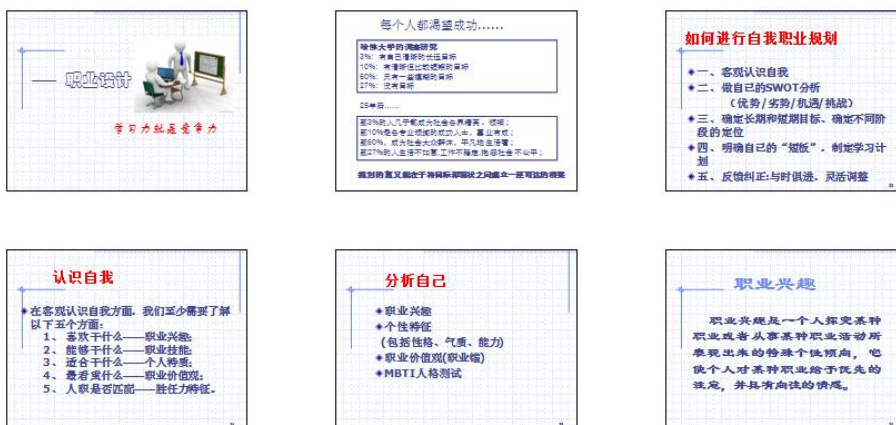 —— 职业设计
学习力就是竞争力
每个人都渴望成功……
哈佛大学的调查研究
3%：有自己清晰的长远目标
10%：有清晰但比较短期的目标
60%：只有一些模糊的目标
27%：没有目标
25年后……
那3%的人几乎都成为社会各界精英、领袖；
那10%是各专业领域的成功人士，事业有成；
那60%，成为社会大众群体，平凡地生活着；
那27%的人生活不如意,工作不稳定,抱怨社会不公平；
规划的意义就在于将目标和现状之间建立一座可达的桥梁
如何进行自我职业规划
一、客观认识自我
二、做自己的SWOT分析
（优势/劣势/机遇/挑战）
三、确定长期和短期目标、确定不同阶
段的定位
四、明确自己的“短板”，制定学习计
划
五、反馈纠正:与时俱进、灵活调整
认识自我
在客观认识自我方面，我们至少需要了解
以下五个方面：
1、 喜欢干什么——职业兴趣；
2、 能够干什么——职业技能；
3、 适合干什么——个人特质；
4、 最看重什么——职业价值观；
5、 人职是否匹配——胜任力特征。
分析自己
职业兴趣
个性特征
(包括性格、气质、能力)
职业价值观(职业锚)
MBTI人格测试
职业兴趣
职业兴趣是一个人探究某种
职业或者从事某种职业活动所
表现出来的特殊个性倾向，它
使个人对某种职业给予优先的
注意，并具有向往的情感。